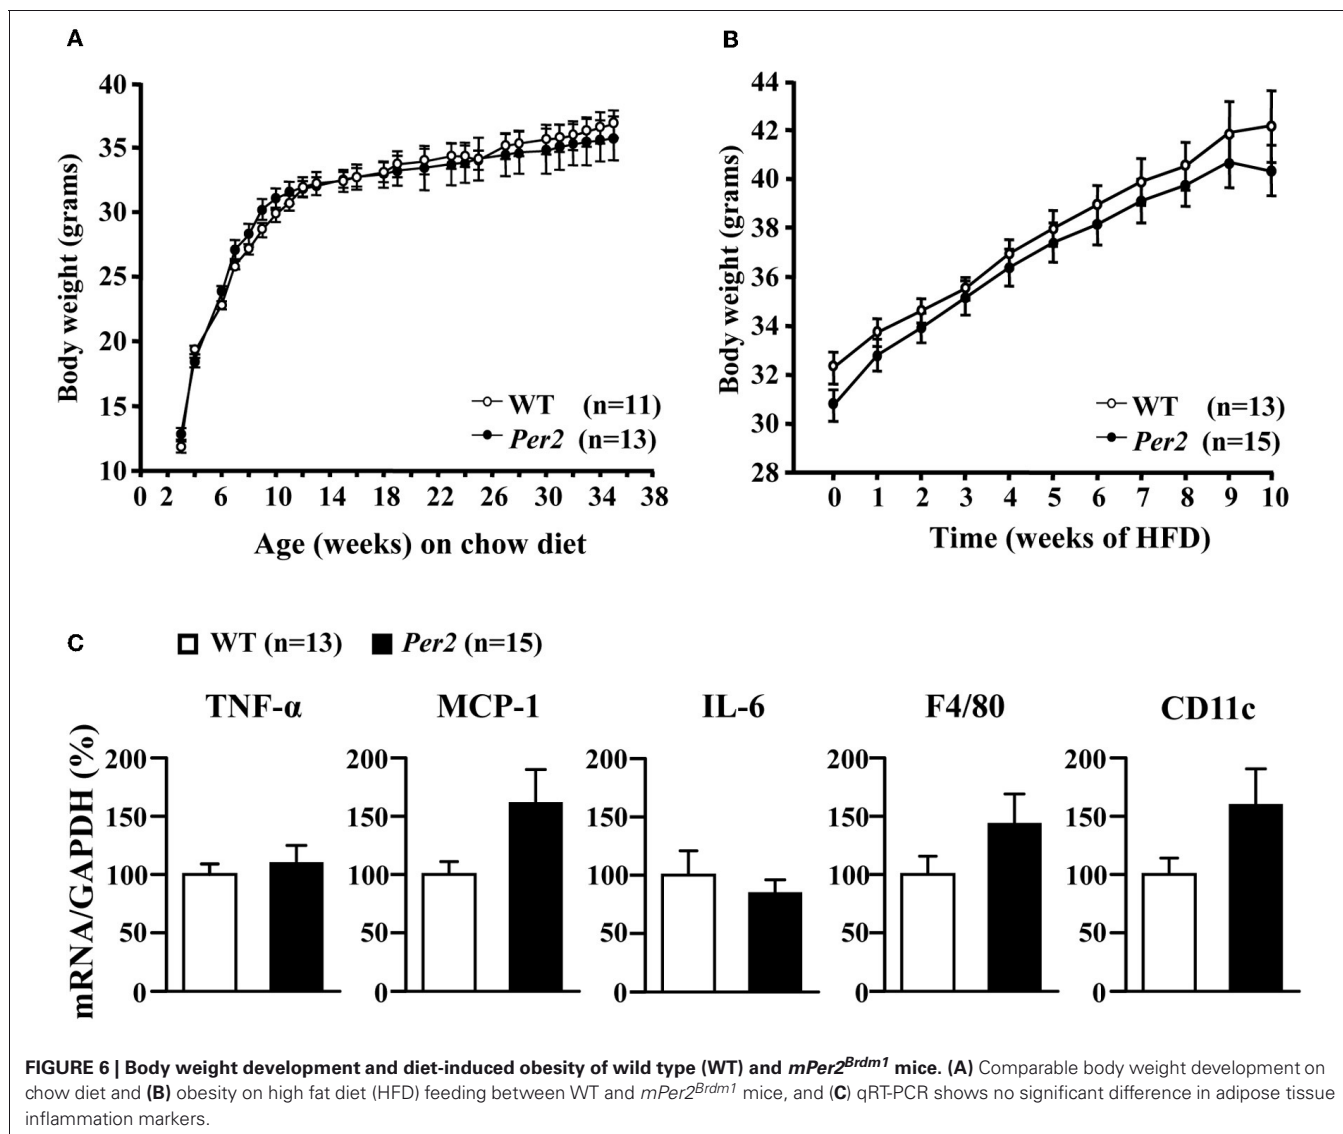 A
40
35
30
25
20
15
10
Body weight (grams)
WT (n=11)
Per2 (n=13)
0 2 6 10 14 18 22 26 30 34 38
Age (weeks) on chow diet
B
44
42
40
38
36
34
32
30
28
Body weight (grams)
WT (n=13)
Per2 (n=15)
0 1 2 3 4 5 6 7 8 9 10
Time (weeks of HFD)
C
WT (n=13) Per2 (n=15)
mRNA/GAPDH (%)
TNF-α
200
150
100
50
0
MCP-1
200
150
100
50
0
IL-6
200
150
100
50
0
F4/80
200
150
100
50
0
CD11c
200
150
100
50
0
FIGURE 6 | Body weight development and diet-induced obesity of wild type (WT) and mPer2Brdm1 mice. (A) Comparable body weight development on
chow diet and (B) obesity on high fat diet (HFD) feeding between WT and mPer2Brdm1 mice, and (C) qRT-PCR shows no significant difference in adipose tissue
inflammation markers.